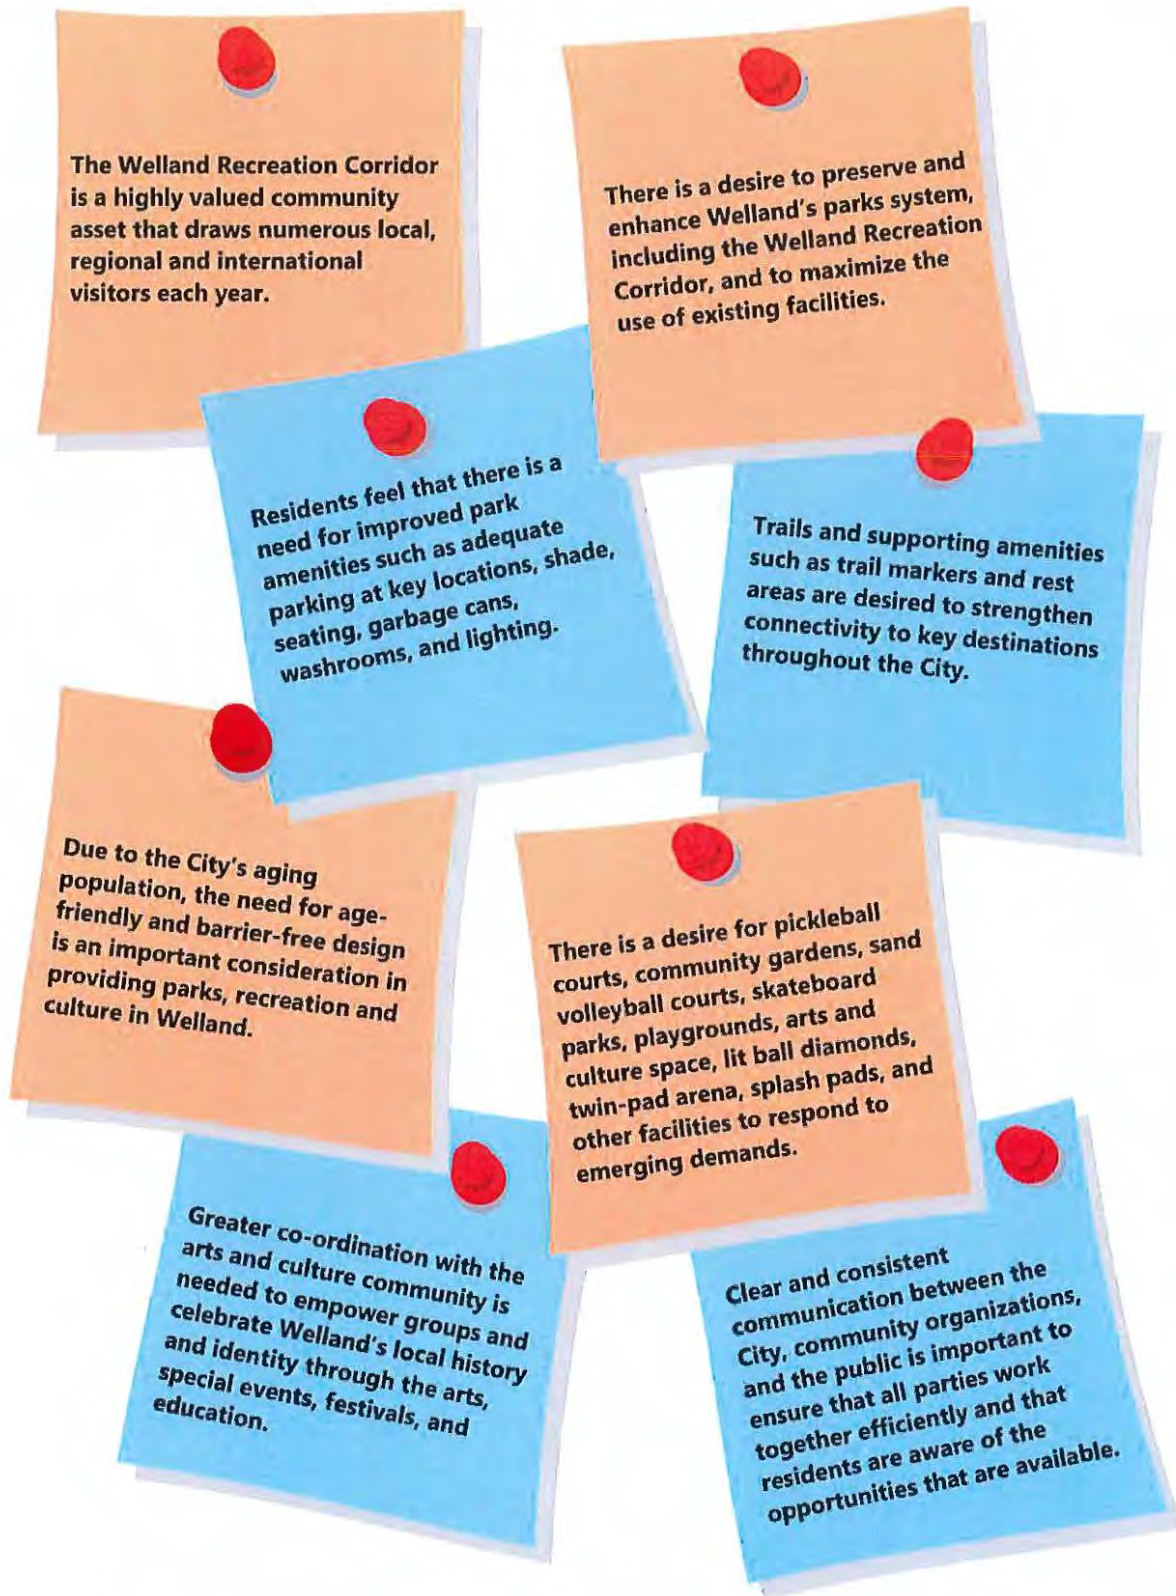 The Welland Recreation Corridor
is a highly valued community
asset that draws numerous local,
regional and international
visitors each year.
There is a desire to preserve and
enhance Welland's parks system,
including the Welland Recreation
Corridor, and to maximize the
use of existing facilities.
Residents feel that there is a
need for improved park
amenities such as adequate
parking at key locations, shade,
seating, garbage cans,
washrooms, and lighting.
Trails and supporting amenities
such as trail markers and rest
areas are desired to strengthen
connectivity to key destinations
throughout the City.
Due to the City's aging
population, the need for age-
friendly and barrier-free design
is an important consideration in
providing parks, recreation and
culture in Welland.
There is a desire for pickleball
courts, community gardens, sand
volleyball courts, skateboard
parks, playgrounds, arts and
culture space, lit ball diamonds,
twin-pad arena, splash pads, and
other facilities to respond to
emerging demands.
Greater co-ordination with the
arts and culture community is
needed to empower groups and
celebrate Welland's local history
and identity through the arts,
special events, festivals, and
education.
Clear and consistent
communication between the
City, community organizations,
and the public is important to
ensure that all parties work
together efficiently and that
residents are aware of the
opportunities that are available.